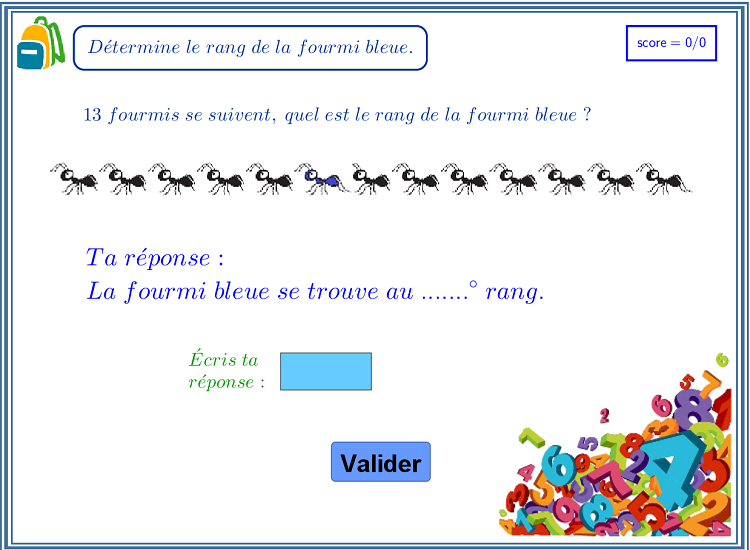 Détermine le rang de la fourmi bleue.
score = 0/0
13 fourmis se suivent, quel est le rang de la fourmi bleue ?
Ta réponse :
La fourmi bleue se trouve au .......° rang.
Écris ta
réponse :
Valider